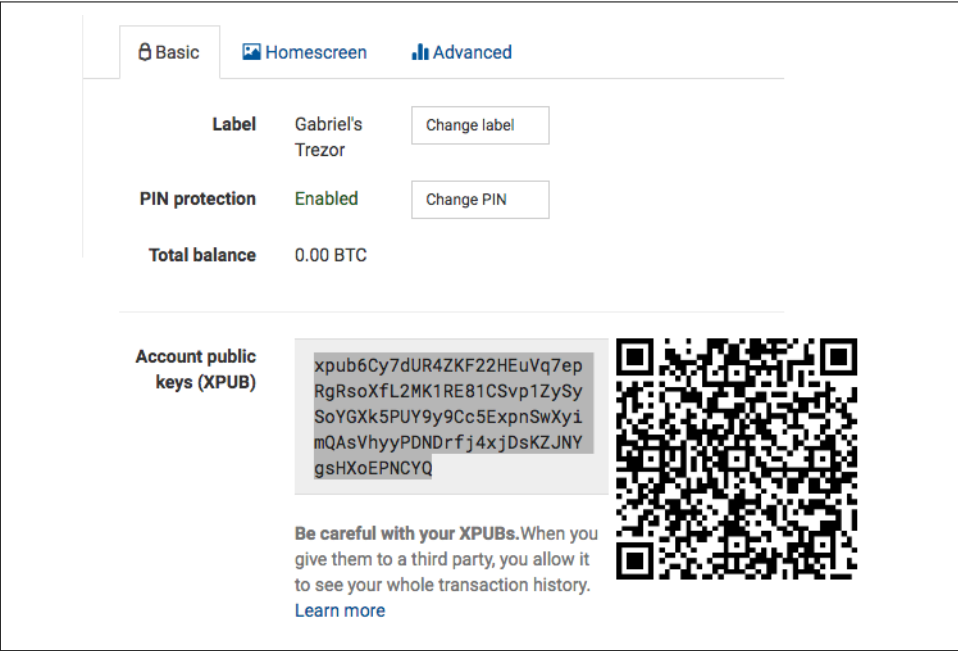 Basic Homescreen Advanced
Label Gabriel's Change label
Trezor
PIN protection Enabled Change PIN
Total balance 0.00 BTC
Account public
keys (XPUB)
xpub6Cy7dUR4ZKF22HEuVq7ep
RgRsoXfL2MK1RE81CSvp1ZySy
SoYGXk5PUY9y9Cc5ExpnSwXyi
mQAsVhyyPDNDrfj4xjDsKZJNY
gsHXoEPNCYQ
Be careful with your XPUBs.When you
give them to a third party, you allow it
to see your whole transaction history.
Learn more